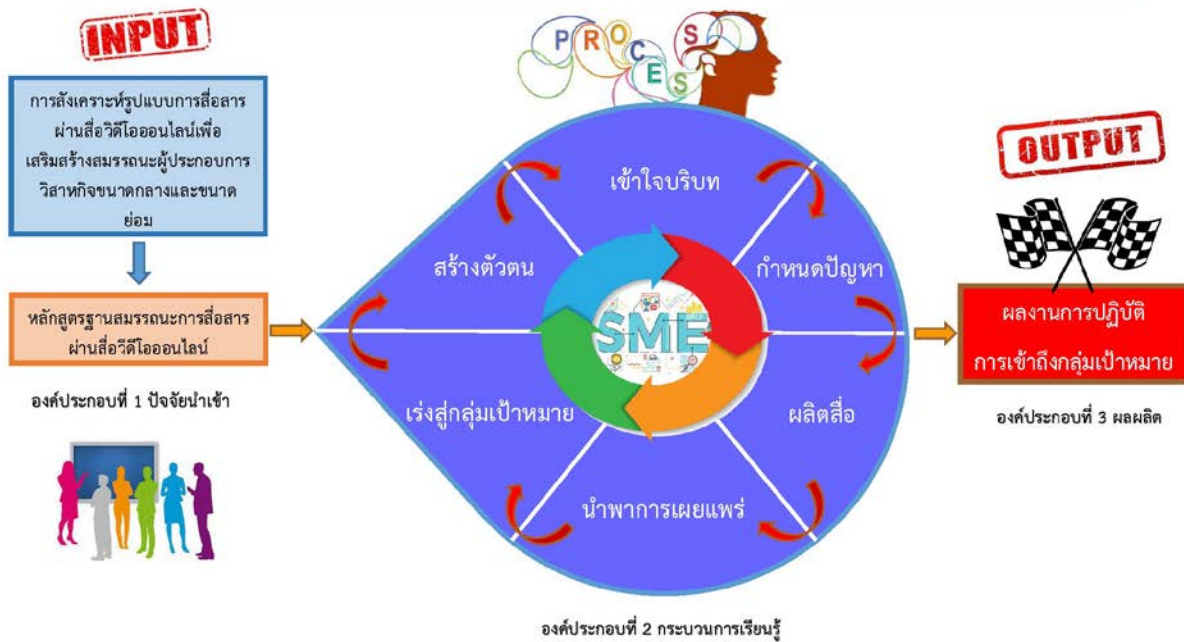 INPUT
การสังเคราะห์รูปแบบการสื่อสาร
ผ่านสื่อวิดีโอออนไลน์เพื่อ
เสริมสร้างสมรรถนะผู้ประกอบการ
วิสาหกิจขนาดกลางและขนาด
ย่อม
หลักสูตรฐานสมรรถนะการสื่อสาร
ผ่านสื่อวีดีโอออนไลน์
องค์ประกอบที่ 1 ปัจจัยนำเข้า
PROCESS
เข้าใจบริบท
สร้างตัวตน
กำหนดปัญหา
SME
เร่งสู่กลุ่มเป้าหมาย
ผลิตสื่อ
นำพาการเผยแพร่
องค์ประกอบที่ 2 กระบวนการเรียนรู้
OUTPUT
ผลงานการปฏิบัติ
การเข้าถึงกลุ่มเป้าหมาย
องค์ประกอบที่ 3 ผลผลิต